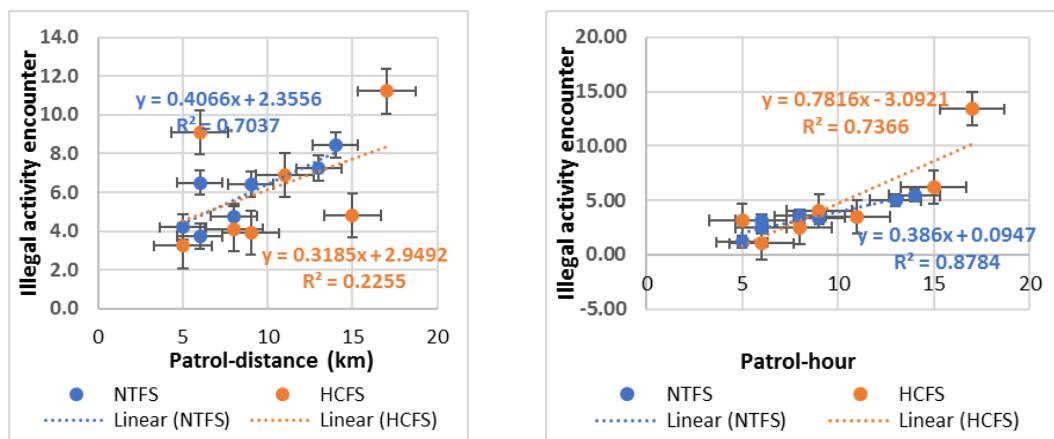 14.0
12.0
10.0
8.0
6.0
4.0
2.0
0.0
Illegal activity encounter
y = 0.4066x + 2.3556
R² = 0.7037
y = 0.3185x + 2.9492
R² = 0.2255
0 5 10 15 20
Patrol-distance (km)
NTFS HCFS
Linear (NTFS) Linear (HCFS)
20.00
15.00
10.00
5.00
0.00
-5.00
Illegal activity encounter
y = 0.7816x - 3.0921
R² = 0.7366
y = 0.386x + 0.0947
R² = 0.8784
0 5 10 15 20
Patrol-hour
NTFS HCFS
Linear (NTFS) Linear (HCFS)